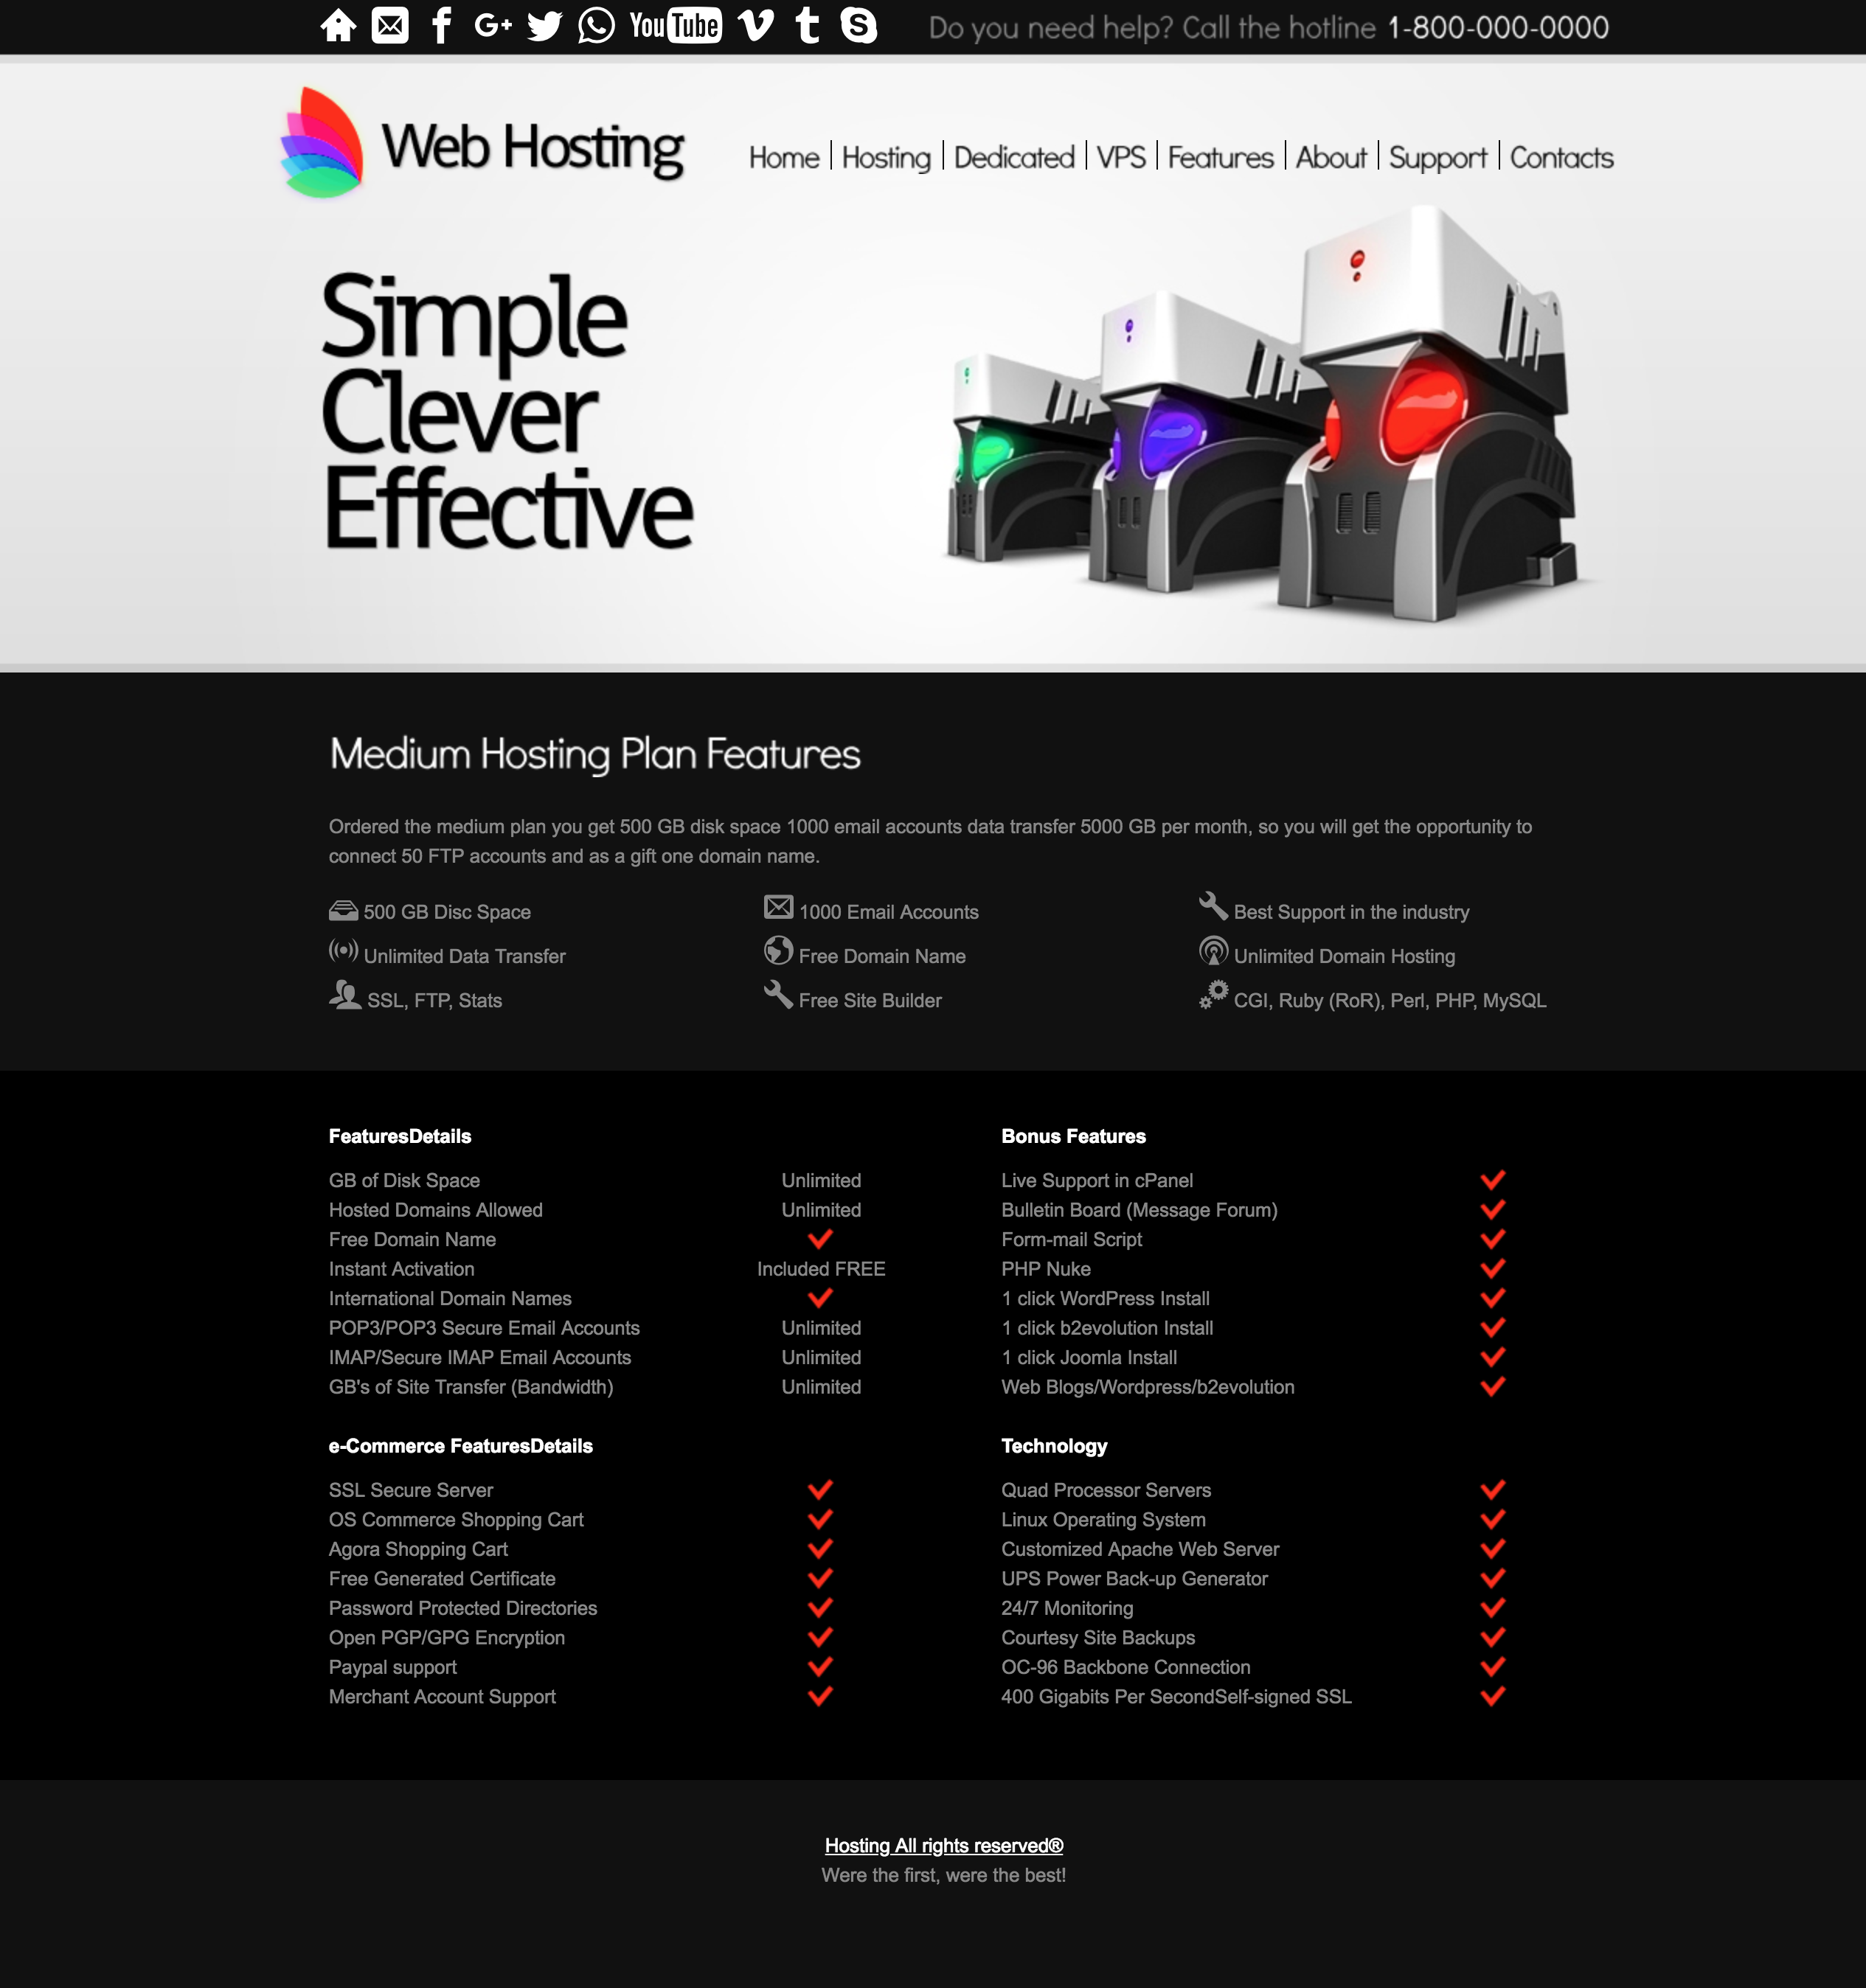 YouTube
Do you need help? Call the hotline 1-800-000-0000
Web Hosting
Home Hosting Dedicated VPS Features About Support Contacts
Simple
Clever
Effective
Medium Hosting Plan Features
Ordered the medium plan you get 500 GB disk space 1000 email accounts data transfer 5000 GB per month, so you will get the opportunity to
connect 50 FTP accounts and as a gift one domain name.
500 GB Disc Space 1000 Email Accounts Best Support in the industry
Unlimited Data Transfer Free Domain Name Unlimited Domain Hosting
SSL, FTP, Stats Free Site Builder CGI, Ruby (RoR), Perl, PHP, MySQL
FeaturesDetails
GB of Disk Space Unlimited
Hosted Domains Allowed Unlimited
Free Domain Name
Instant Activation Included FREE
International Domain Names
POP3/POP3 Secure Email Accounts Unlimited
IMAP/Secure IMAP Email Accounts Unlimited
GB's of Site Transfer (Bandwidth) Unlimited
Bonus Features
Live Support in cPanel
Bulletin Board (Message Forum)
Form-mail Script
PHP Nuke
1 click WordPress Install
1 click b2evolution Install
1 click Joomla Install
Web Blogs/Wordpress/b2evolution
e-Commerce FeaturesDetails
SSL Secure Server
OS Commerce Shopping Cart
Agora Shopping Cart
Free Generated Certificate
Password Protected Directories
Open PGP/GPG Encryption
Paypal support
Merchant Account Support
Technology
Quad Processor Servers
Linux Operating System
Customized Apache Web Server
UPS Power Back-up Generator
24/7 Monitoring
Courtesy Site Backups
OC-96 Backbone Connection
400 Gigabits Per SecondSelf-signed SSL
Hosting All rights reserved®
Were the first, were the best!